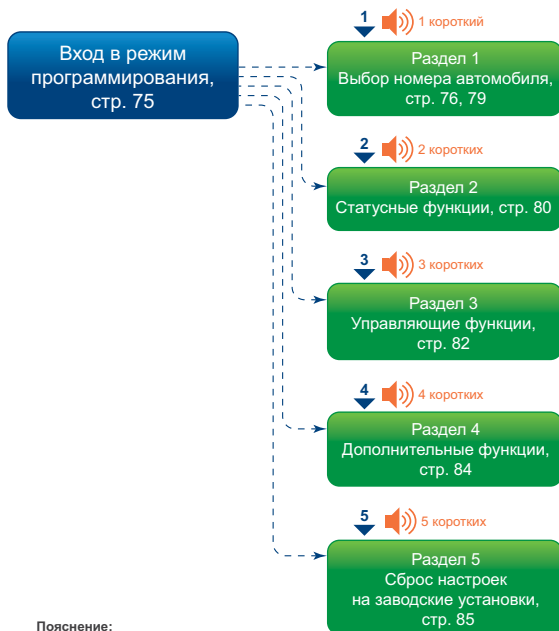 Вход в режим
программирования,
стр. 75
1
1 короткий
Раздел 1
Выбор номера автомобиля,
стр. 76, 79
2
2 коротких
Раздел 2
Статусные функции, стр. 80
3
3 коротких
Раздел 3
Управляющие функции,
стр. 82
4
4 коротких
Раздел 4
Дополнительные функции,
стр. 84
5
5 коротких
Раздел 5
Сброс настроек
на заводские установки,
стр. 85
Пояснение: